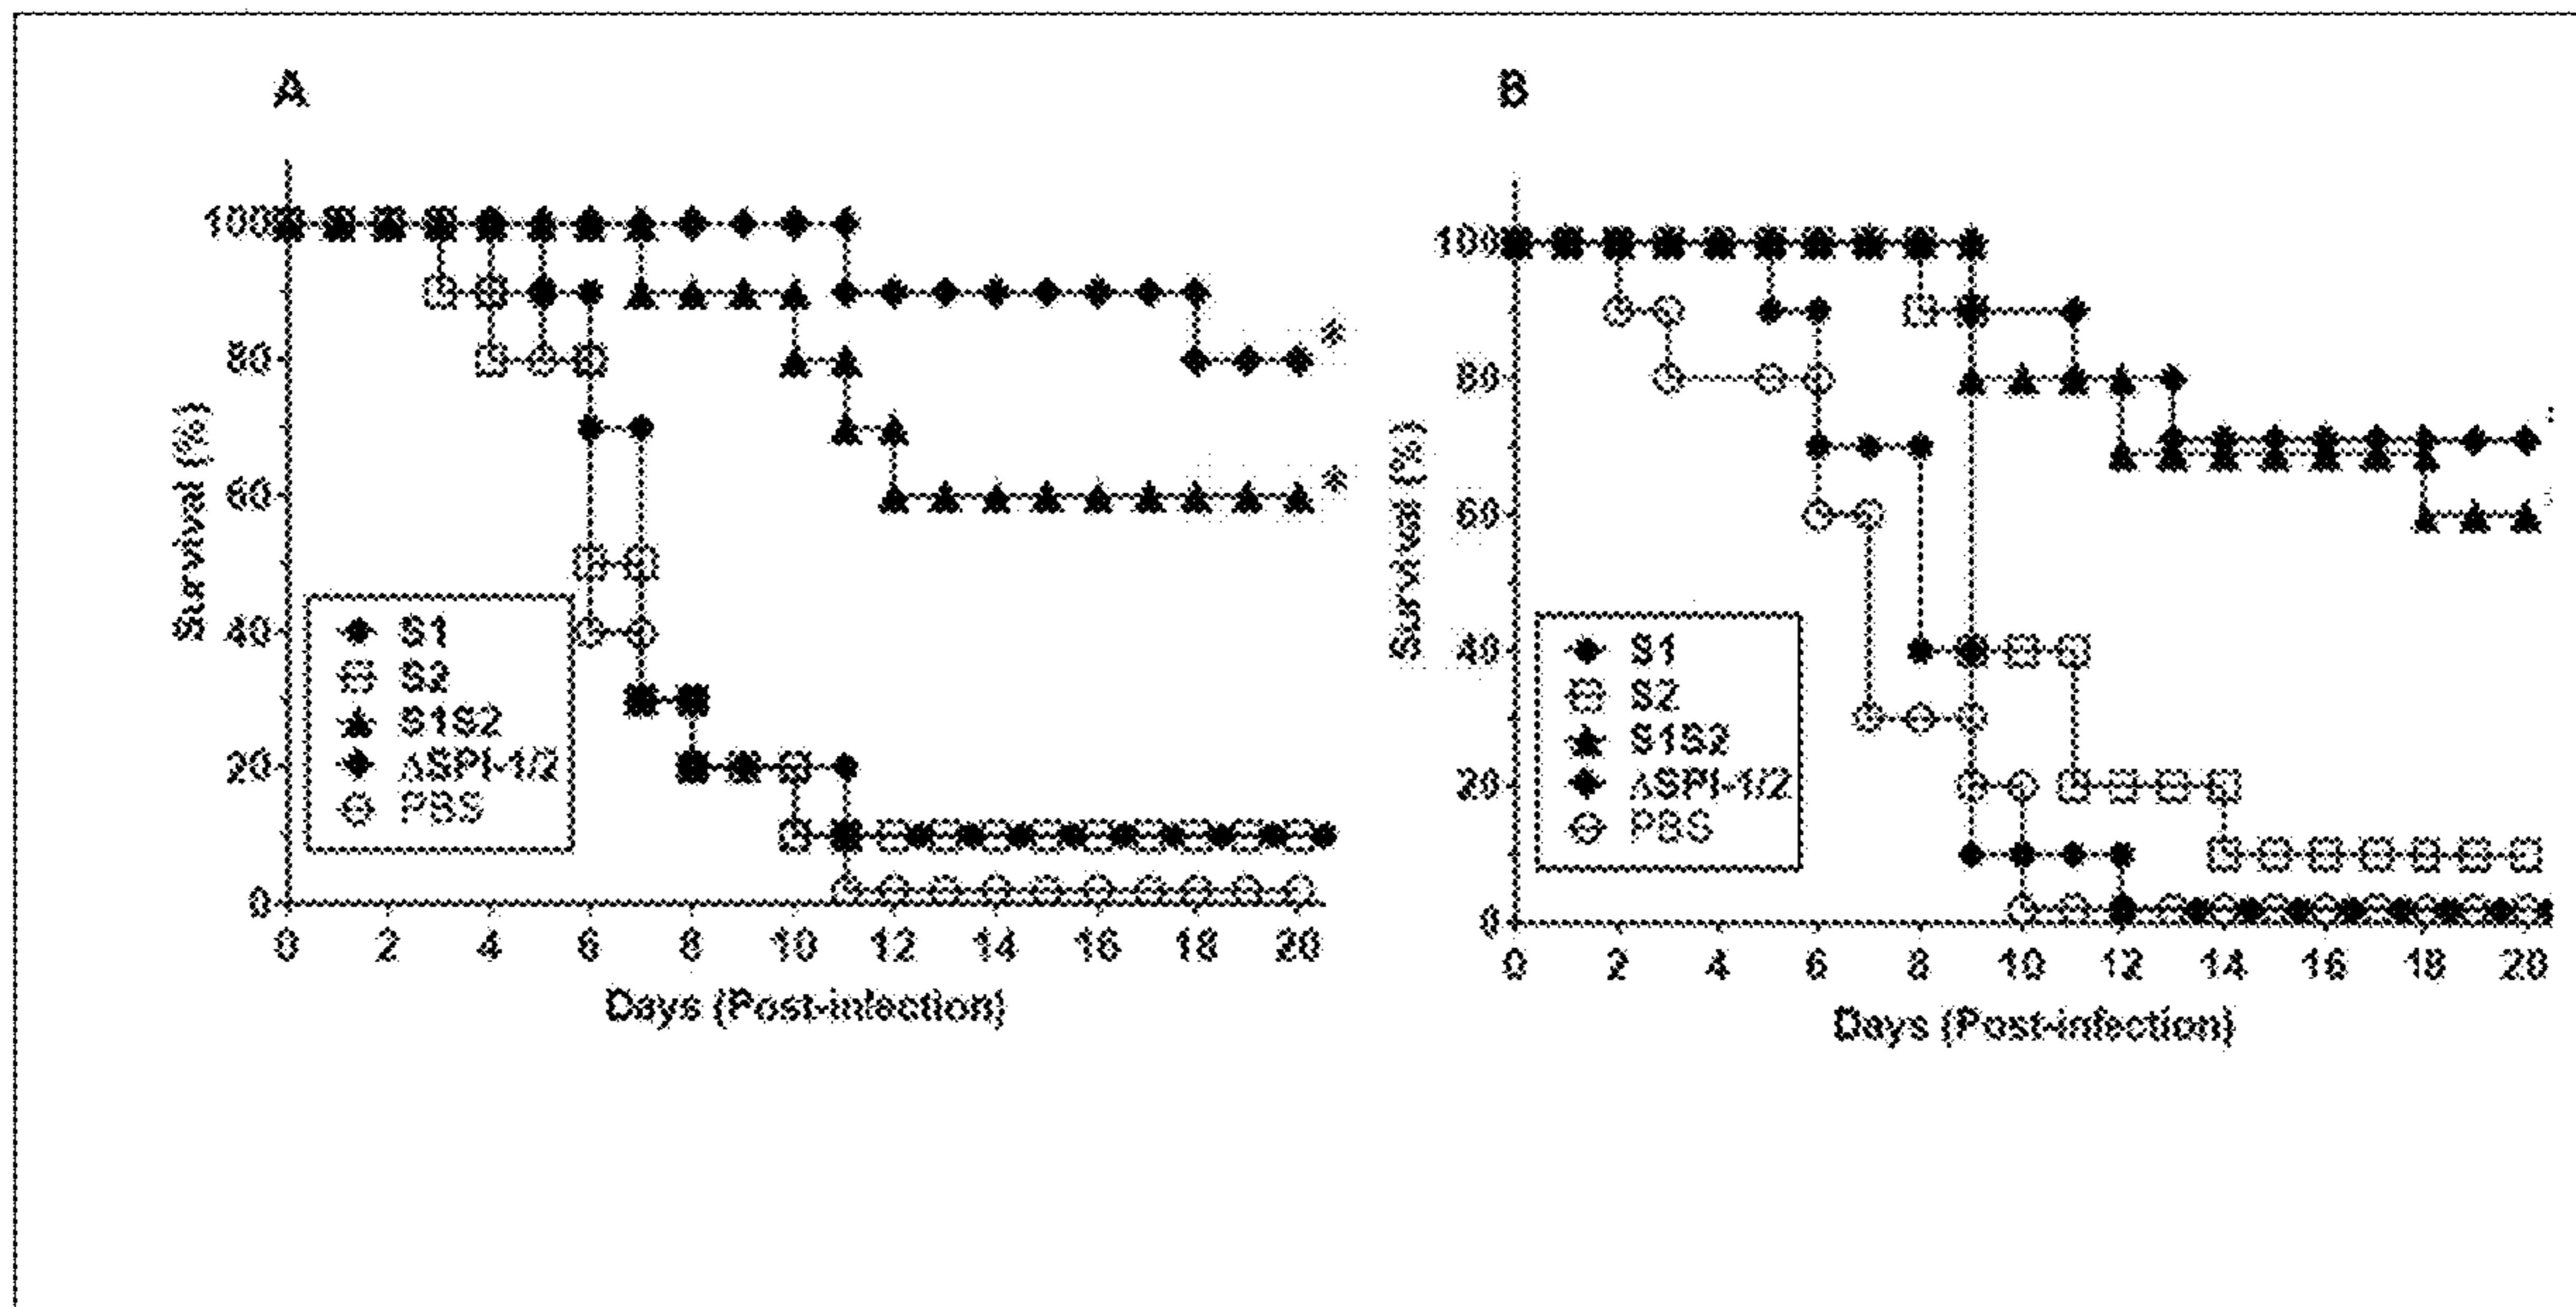 A
B
Survival (%)
100
80
60
40
20
0
S1
S2
S1S2
ΔSPI-1/2
PBS
*
*
0 2 4 6 8 10 12 14 16 18 20
Days (Post-infection)
Survival (%)
100
80
60
40
20
0
S1
S2
S1S2
ΔSPI-1/2
PBS
0 2 4 6 8 10 12 14 16 18 20
Days (Post-infection)